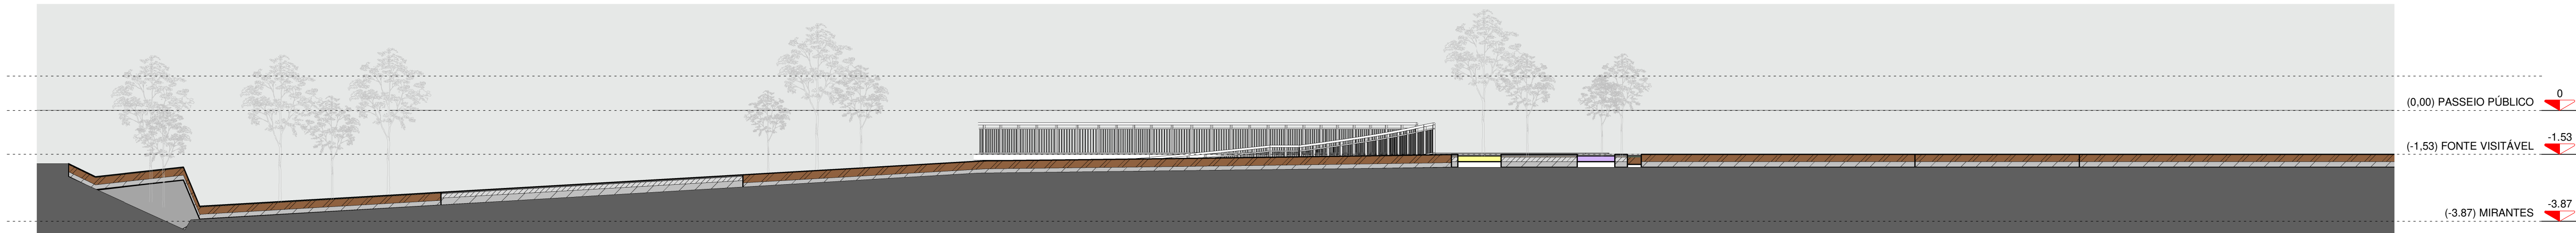 0
(0,00) PASSEIO PÚBLICO
-1.53
(-1,53) FONTE VISITÁVEL
-3.87
(-3.87) MIRANTES